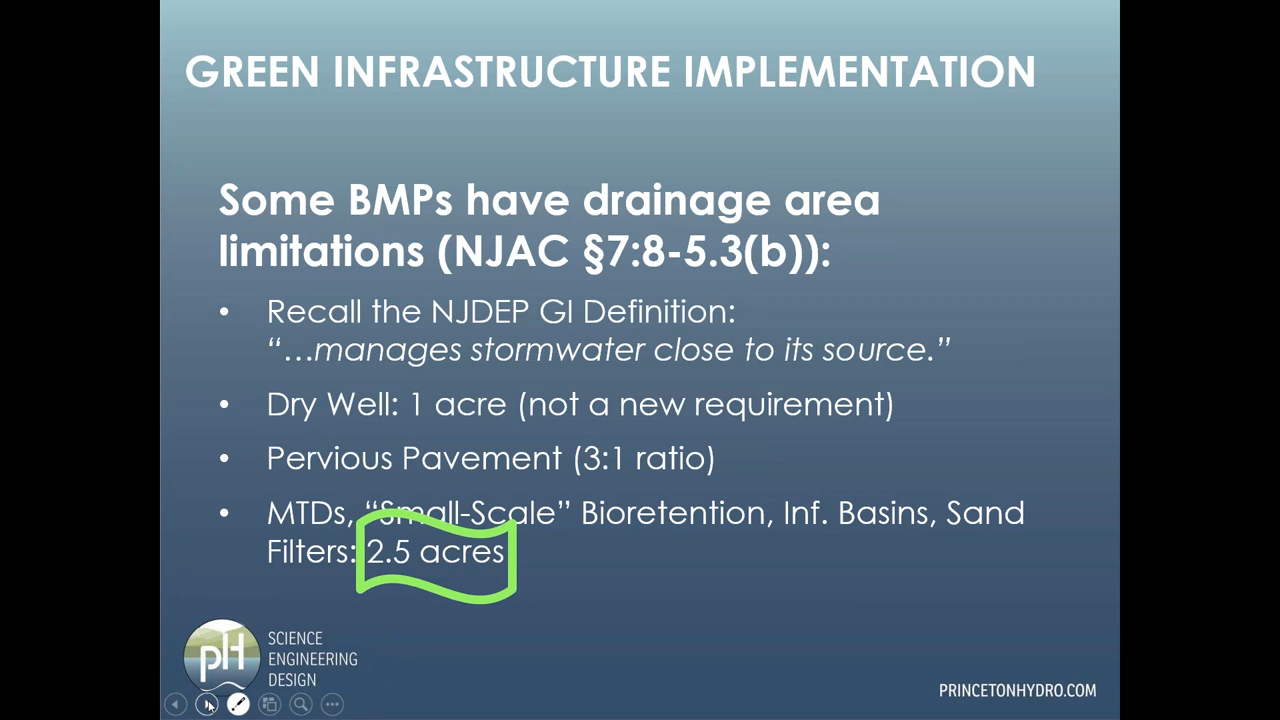 GREEN INFRASTRUCTURE IMPLEMENTATION
Some BMPs have drainage area
limitations (NJAC §7:8-5.3(b)):
• Recall the NJDEP GI Definition:
“…manages stormwater close to its source.”
• Dry Well: 1 acre (not a new requirement)
• Pervious Pavement (3:1 ratio)
• MTDs, “Small-Scale” Bioretention, Inf. Basins, Sand
Filters: 2.5 acres
pH
SCIENCE
ENGINEERING
DESIGN
PRINCETONHYDRO.COM